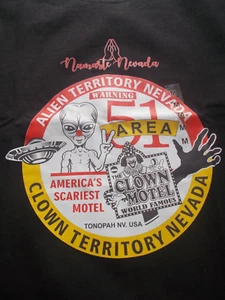 Namaste Nevada
ALIEN TERRITORY NEVADA
WARNING
51
AREA
AMERICA'S
SCARIEST
MOTEL
THE
CLOWN
MOTEL
WORLD FAMOUS
TONOPAH NV. USA
CLOWN TERRITORY NEVADA